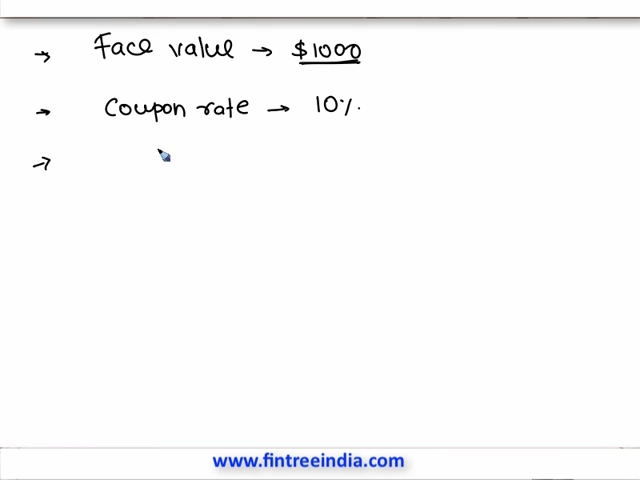 → Face value → $1000
→ Coupon rate → 10%.
→
www.fintreeindia.com